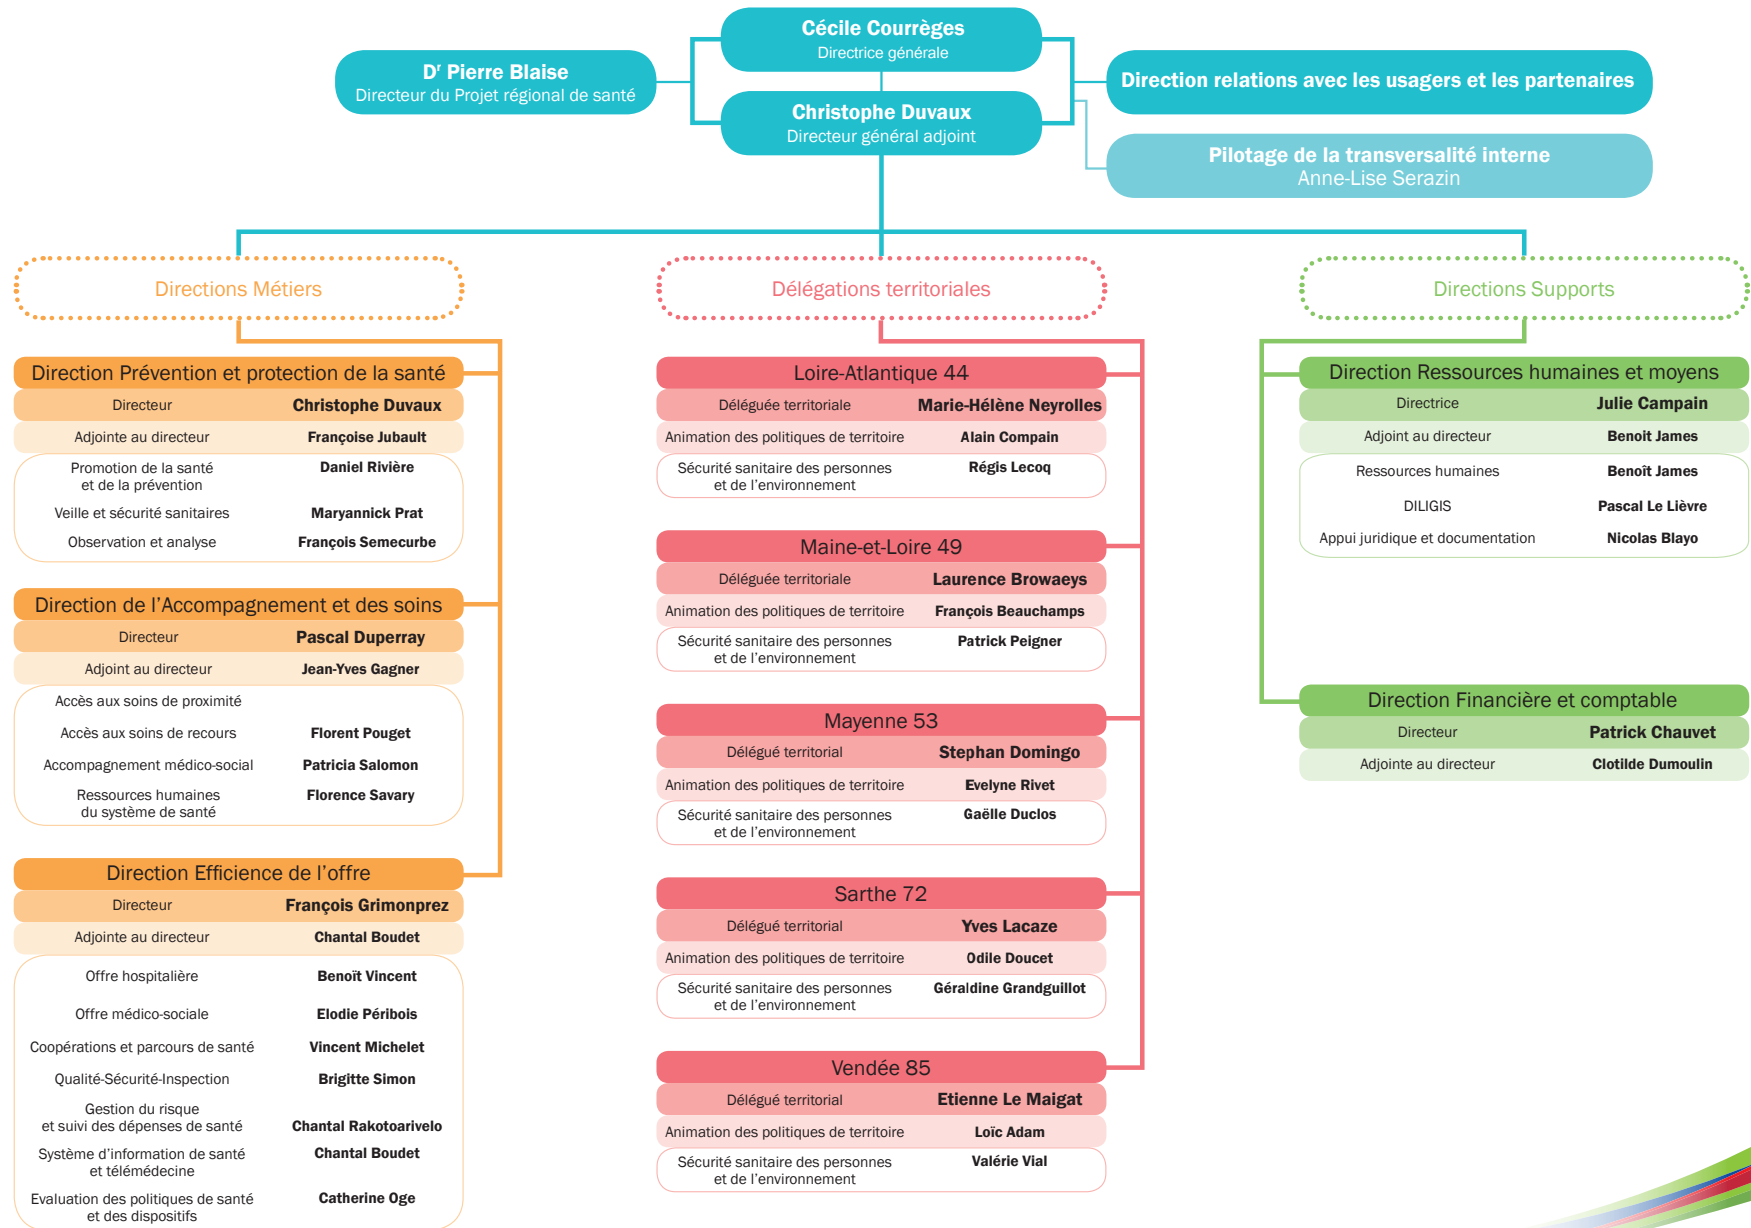 Cécile Courrèges
Directrice générale
Dr Pierre Blaise
Directeur du Projet régional de santé
Christophe Duvaux
Directeur général adjoint
Direction relations avec les usagers et les partenaires
Pilotage de la transversalité interne
Anne-Lise Serazin
Directions Métiers
Direction Prévention et protection de la santé
Directeur Christophe Duvaux
Adjointe au directeur Françoise Jubault
Promotion de la santé Daniel Rivière
et de la prévention
Veille et sécurité sanitaires Maryannick Prat
Observation et analyse François Semecurbe
Direction de l'Accompagnement et des soins
Directeur Pascal Duperray
Adjoint au directeur Jean-Yves Gagner
Accès aux soins de proximité
Accès aux soins de recours Florent Pouget
Accompagnement médico-social Patricia Salomon
Ressources humaines Florence Savary
du système de santé
Direction Efficience de l'offre
Directeur François Grimonprez
Adjointe au directeur Chantal Boudet
Offre hospitalière Benoît Vincent
Offre médico-sociale Elodie Péribois
Coopérations et parcours de santé Vincent Michelet
Qualité-Sécurité-Inspection Brigitte Simon
Gestion du risque
et suivi des dépenses de santé Chantal Rakotoarivelo
Système d'information de santé Chantal Boudet
et télémédecine
Evaluation des politiques de santé Catherine Oge
et des dispositifs
Délégations territoriales
Loire-Atlantique 44
Déléguée territoriale Marie-Hélène Neyrolles
Animation des politiques de territoire Alain Compain
Sécurité sanitaire des personnes Régis Lecoq
et de l'environnement
Maine-et-Loire 49
Déléguée territoriale Laurence Browaeys
Animation des politiques de territoire François Beauchamps
Sécurité sanitaire des personnes Patrick Peigner
et de l'environnement
Mayenne 53
Délégué territorial Stephan Domingo
Animation des politiques de territoire Evelyne Rivet
Sécurité sanitaire des personnes Gaëlle Duclos
et de l'environnement
Sarthe 72
Délégué territorial Yves Lacaze
Animation des politiques de territoire Odile Doucet
Sécurité sanitaire des personnes Géraldine Grandguillot
et de l'environnement
Vendée 85
Délégué territorial Etienne Le Maigat
Animation des politiques de territoire Loïc Adam
Sécurité sanitaire des personnes Valérie Vial
et de l'environnement
Directions Supports
Direction Ressources humaines et moyens
Directrice Julie Campain
Adjoint au directeur Benoit James
Ressources humaines Benoît James
DILIGIS Pascal Le Lièvre
Appui juridique et documentation Nicolas Blayo
Direction Financière et comptable
Directeur Patrick Chauvet
Adjointe au directeur Clotilde Dumoulin